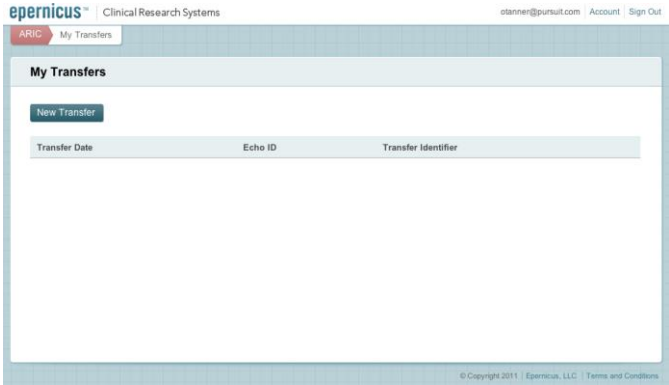 epernicus™ Clinical Research Systems otanner@pursuit.com Account Sign Out
ARIC My Transfers
My Transfers
New Transfer
Transfer Date Echo ID Transfer Identifier
© Copyright 2011 Epernicus, LLC Terms and Conditions